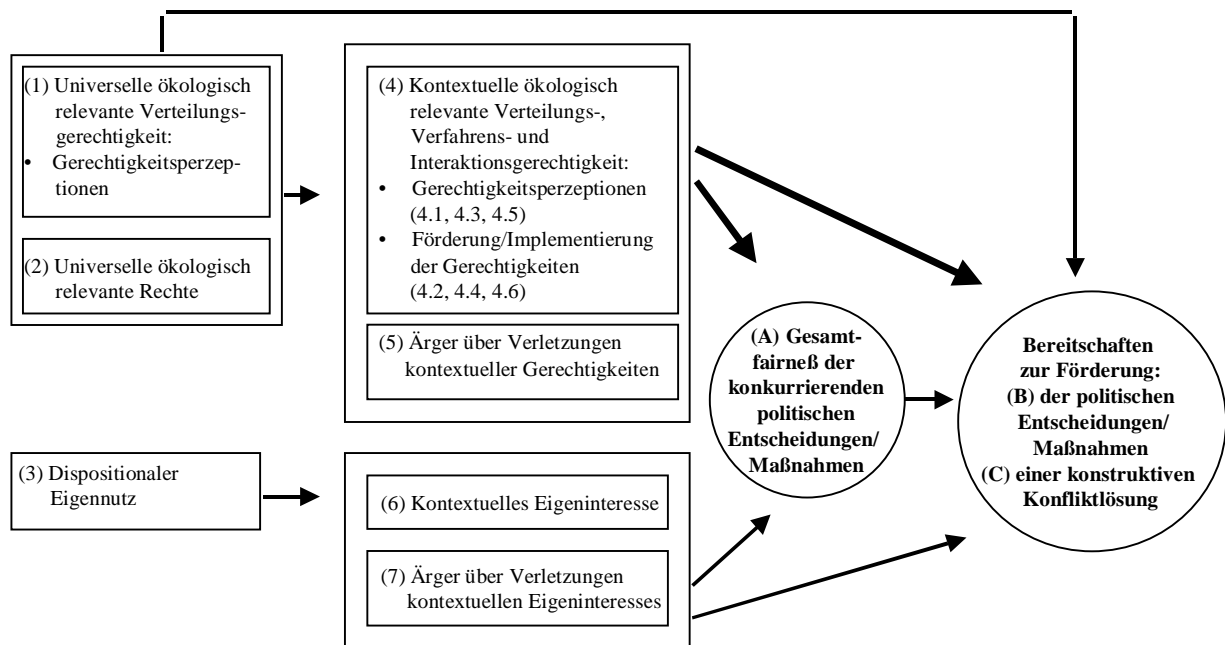 (1) Universelle ökologisch
relevante Verteilungs-
gerechtigkeit:
• Gerechtigkeitsperzep-
tionen
(2) Universelle ökologisch
relevante Rechte
(3) Dispositionaler
Eigennutz
(4) Kontextuelle ökologisch
relevante Verteilungs-,
Verfahrens- und
Interaktionsgerechtigkeit:
• Gerechtigkeitsperzeptionen
(4.1, 4.3, 4.5)
• Förderung/Implementierung
der Gerechtigkeiten
(4.2, 4.4, 4.6)
(5) Ärger über Verletzungen
kontextueller Gerechtigkeiten
(6) Kontextuelles Eigeninteresse
(7) Ärger über Verletzungen
kontextuellen Eigeninteresses
(A) Gesamt-
fairneß der
konkurrierenden
politischen
Entscheidungen/
Maßnahmen
Bereitschaften
zur Förderung:
(B) der politischen
Entscheidungen/
Maßnahmen
(C) einer konstruktiven
Konfliktlösung